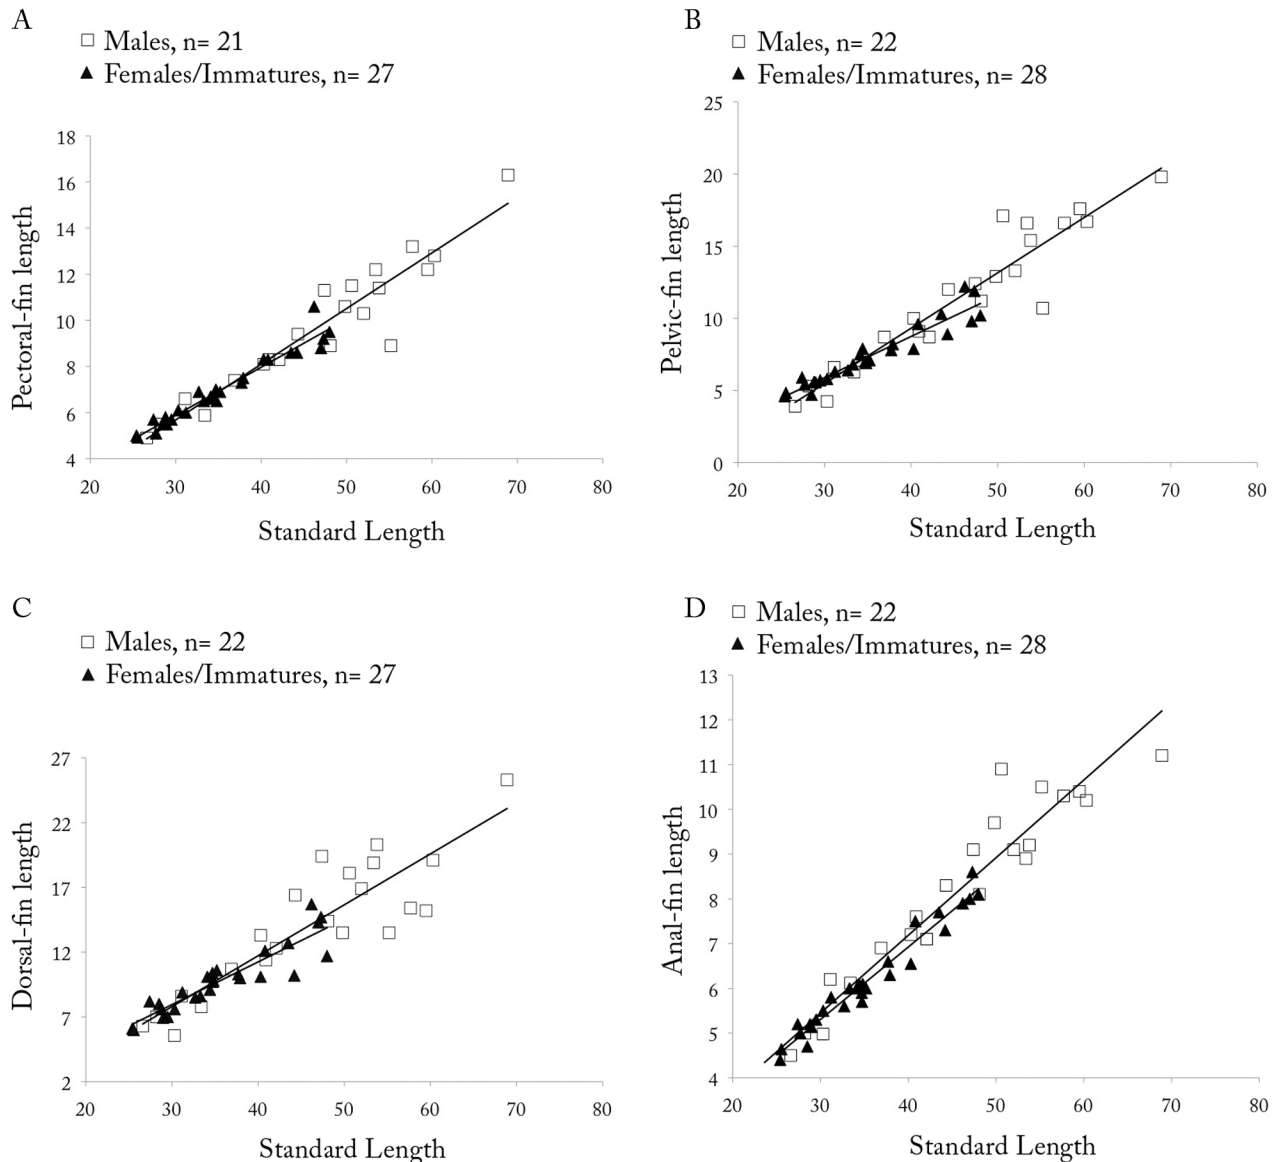 A
□ Males, n= 21
▲ Females/Immatures, n= 27
18
16
14
12
10
8
6
4
Pectoral-fin length
20 30 40 50 60 70 80
Standard Length
B
□ Males, n= 22
▲ Females/Immatures, n= 28
25
20
15
10
5
0
Pelvic-fin length
20 30 40 50 60 70 80
Standard Length
C
□ Males, n= 22
▲ Females/Immatures, n= 27
27
22
17
12
7
2
Dorsal-fin length
20 30 40 50 60 70 80
Standard Length
D
□ Males, n= 22
▲ Females/Immatures, n= 28
13
12
11
10
9
8
7
6
5
4
Anal-fin length
20 30 40 50 60 70 80
Standard Length